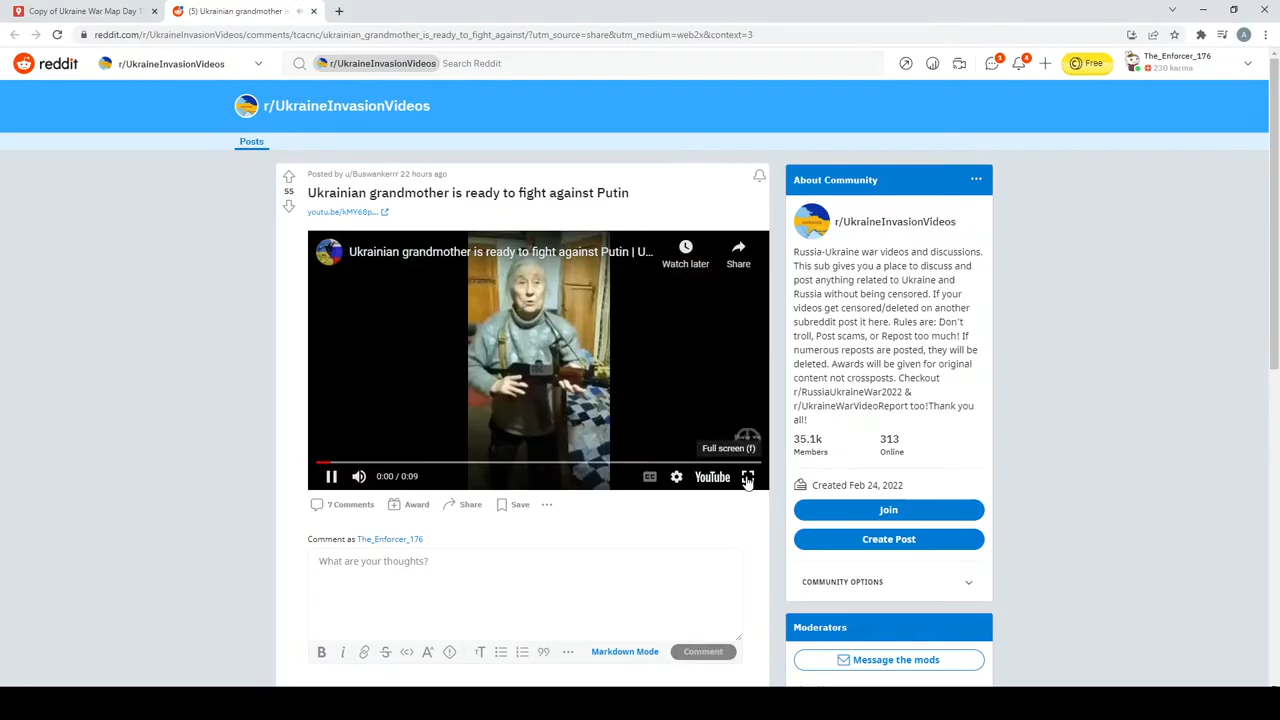 Copy of Ukraine War Map Day 1
(5) Ukrainian grandmother is
reddit.com/r/UkraineInvasionVideos/comments/tcacnc/ukrainian_grandmother_is_ready_to_fight_against/?utm_source=share&utm_medium=web2x&context=3
A
reddit
r/UkraineInvasionVideos
r/UkraineInvasionVideos
Search Reddit
1
4
Free
The_Enforcer_176
230 karma
r/UkraineInvasionVideos
Posts
Posted by u/Buswankerrr 22 hours ago
55
Ukrainian grandmother is ready to fight against Putin
youtu.be/kMY68p...
Ukrainian grandmother is ready to fight against Putin | U...
Watch later
Share
Full screen (f)
0:00 / 0:09
CC
YouTube
7 Comments
Award
Share
Save
Comment as The_Enforcer_176
What are your thoughts?
Markdown Mode
Comment
About Community
r/UkraineInvasionVideos
Russia-Ukraine war videos and discussions.
This sub gives you a place to discuss and
post anything related to Ukraine and
Russia without being censored. If your
videos get censored/deleted on another
subreddit post it here. Rules are: Don't
troll, Post scams, or Repost too much! If
numerous reposts are posted, they will be
deleted. Awards will be given for original
content not crossposts. Checkout
r/RussiaUkraineWar2022 &
r/UkraineWarVideoReport too!Thank you
all!
35.1k
Members
313
Online
Created Feb 24, 2022
Join
Create Post
COMMUNITY OPTIONS
Moderators
Message the mods